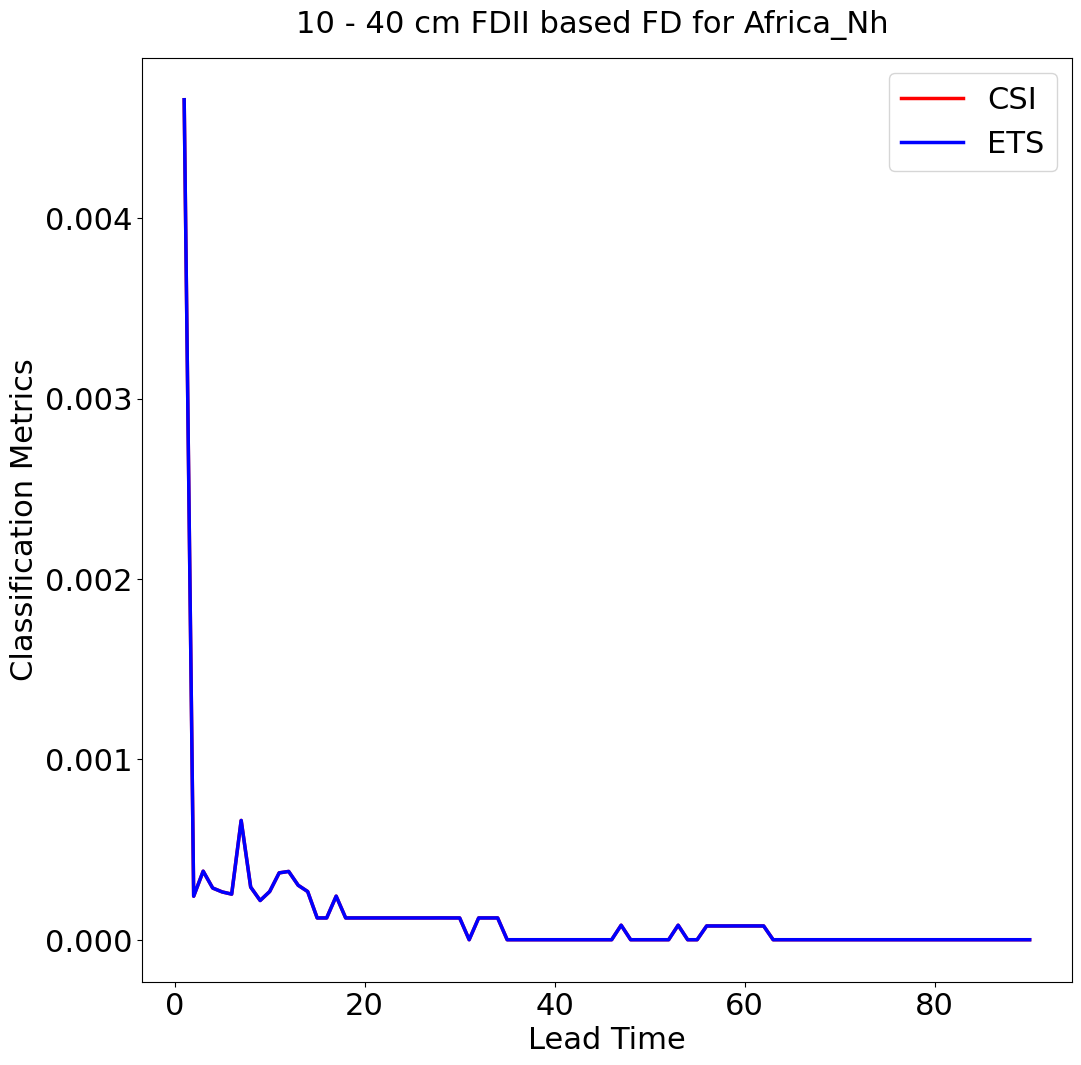 10 - 40 cm FDII based FD for Africa_Nh
CSI
ETS
Classification Metrics
0.004
0.003
0.002
0.001
0.000
0 20 40 60 80
Lead Time